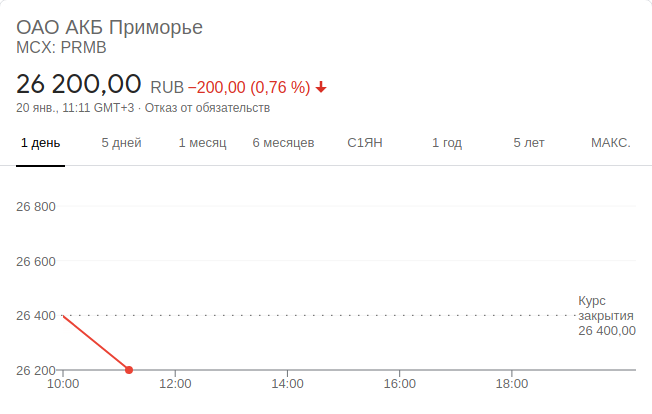 ОАО АКБ Приморье
MCX: PRMB
26 200,00 RUB −200,00 (0,76 %)
20 янв., 11:11 GMT+3 · Отказ от обязательств
1 день 5 дней 1 месяц 6 месяцев С1ЯН 1 год 5 лет МАКС.
26 800
26 600
26 400
26 200
Курс
закрытия
26 400,00
10:00 12:00 14:00 16:00 18:00